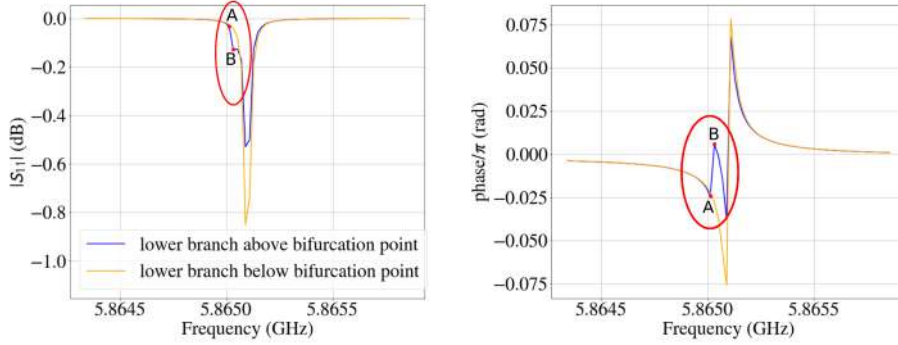 0.0
−0.2
−0.4
−0.6
−0.8
−1.0
|S₁₁| (dB)
A
B
lower branch above bifurcation point
lower branch below bifurcation point
5.8645 5.8650 5.8655
Frequency (GHz)
0.075
0.050
0.025
0.000
−0.025
−0.050
−0.075
phase/π (rad)
B
A
5.8645 5.8650 5.8655
Frequency (GHz)